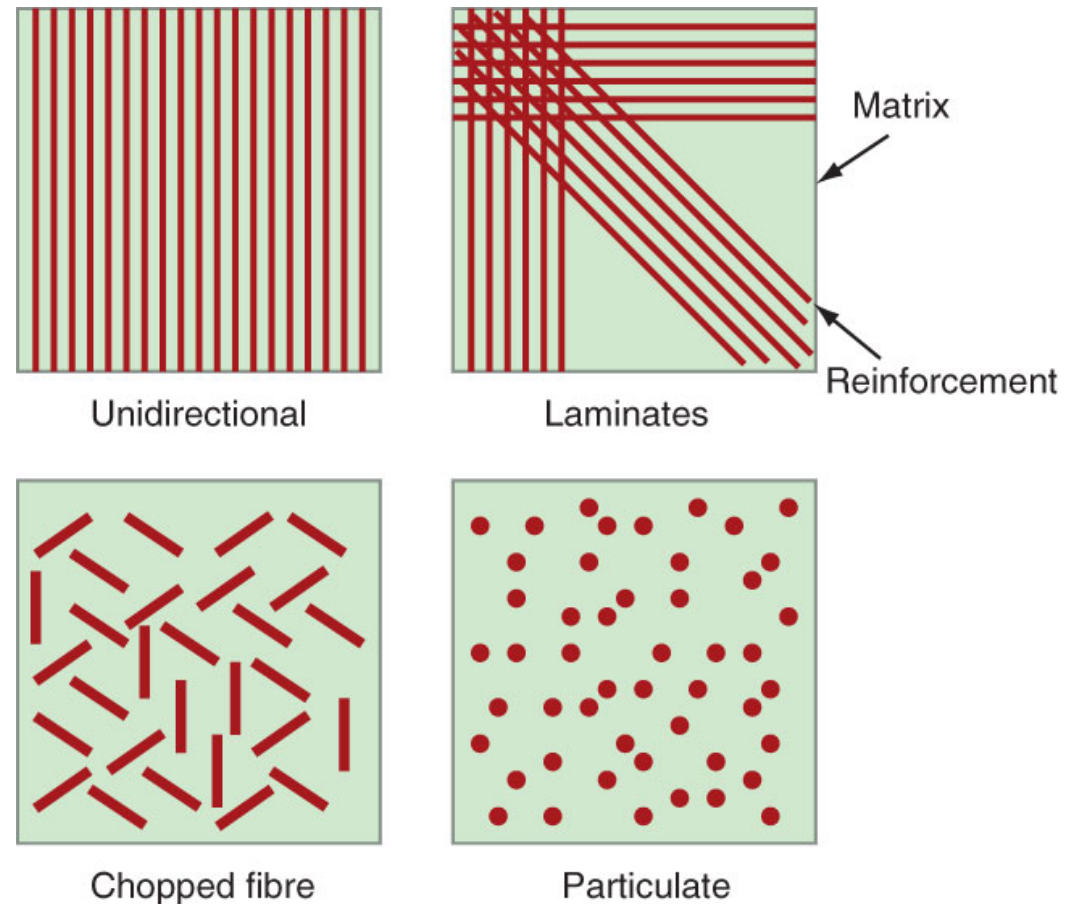 Matrix
Reinforcement
Unidirectional
Laminates
Chopped fibre
Particulate